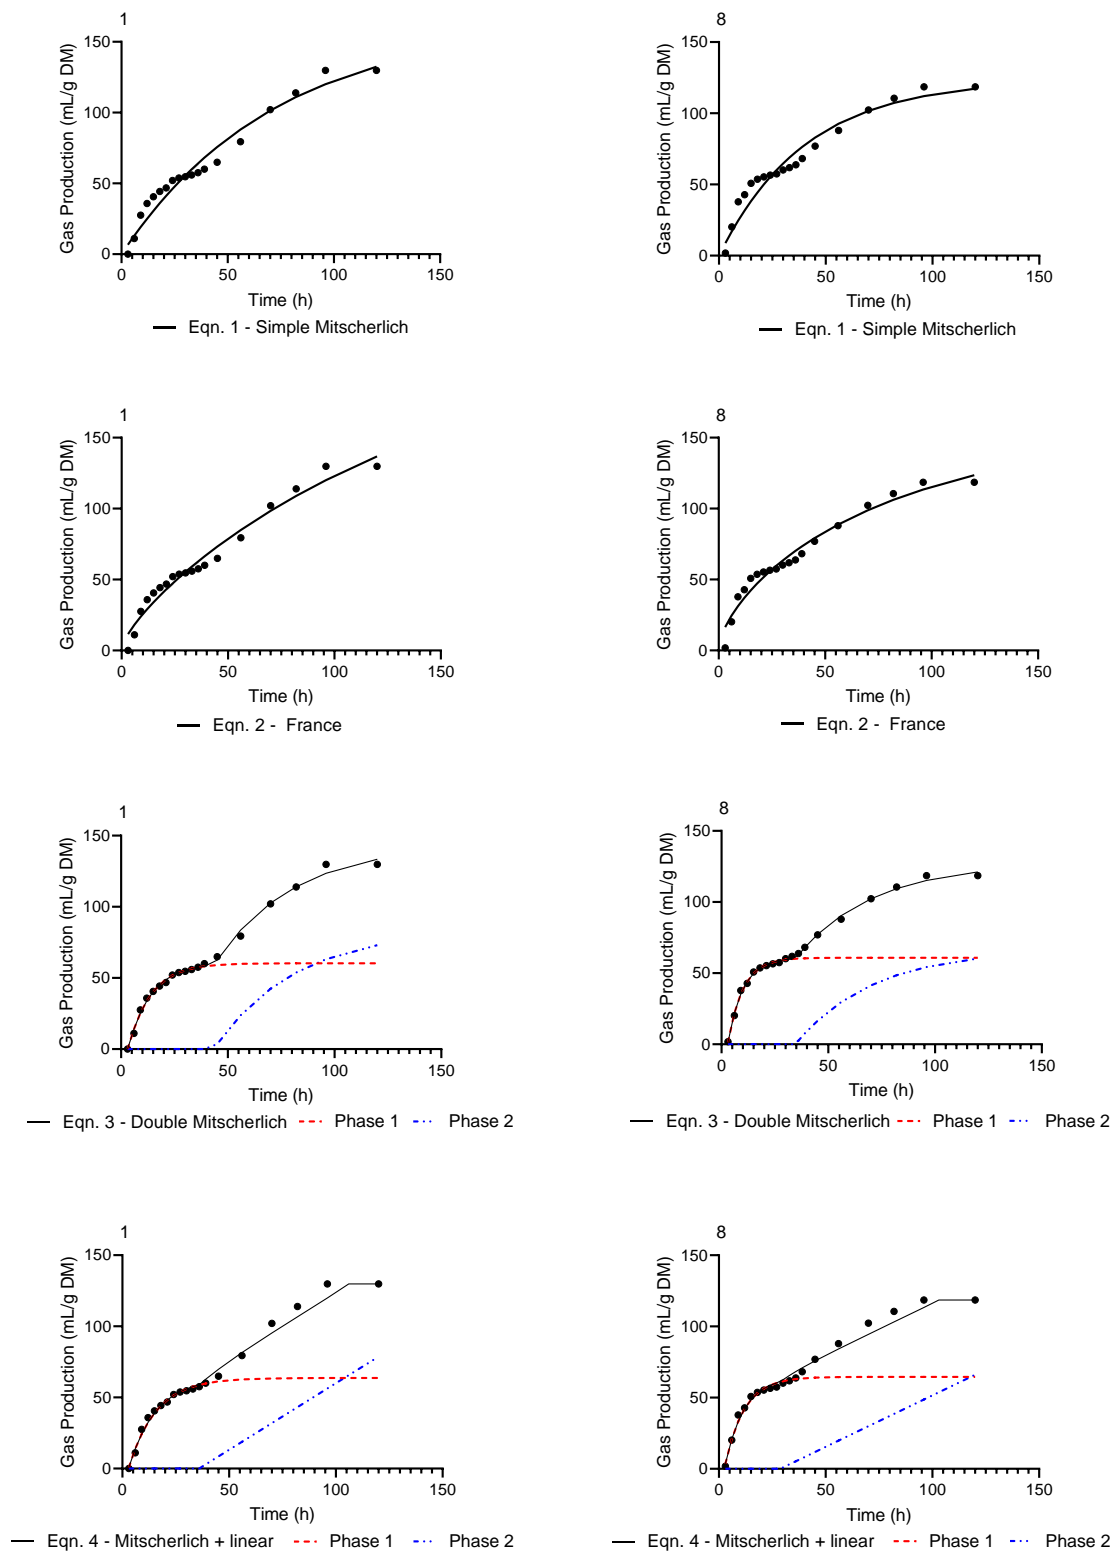 1
150
100
50
0
Gas Production (mL/g DM)
0 50 100 150
Time (h)
Eqn. 1 - Simple Mitscherlich
8
150
100
50
0
Gas Production (mL/g DM)
0 50 100 150
Time (h)
Eqn. 1 - Simple Mitscherlich
1
150
100
50
0
Gas Production (mL/g DM)
0 50 100 150
Time (h)
Eqn. 2 - France
8
150
100
50
0
Gas Production (mL/g DM)
0 50 100 150
Time (h)
Eqn. 2 - France
1
150
100
50
0
Gas Production (mL/g DM)
0 50 100 150
Time (h)
Eqn. 3 - Double Mitscherlich Phase 1 Phase 2
8
150
100
50
0
Gas Production (mL/g DM)
0 50 100 150
Time (h)
Eqn. 3 - Double Mitscherlich Phase 1 Phase 2
1
150
100
50
0
Gas Production (mL/g DM)
0 50 100 150
Time (h)
Eqn. 4 - Mitscherlich + linear Phase 1 Phase 2
8
150
100
50
0
Gas Production (mL/g DM)
0 50 100 150
Time (h)
Eqn. 4 - Mitscherlich + linear Phase 1 Phase 2